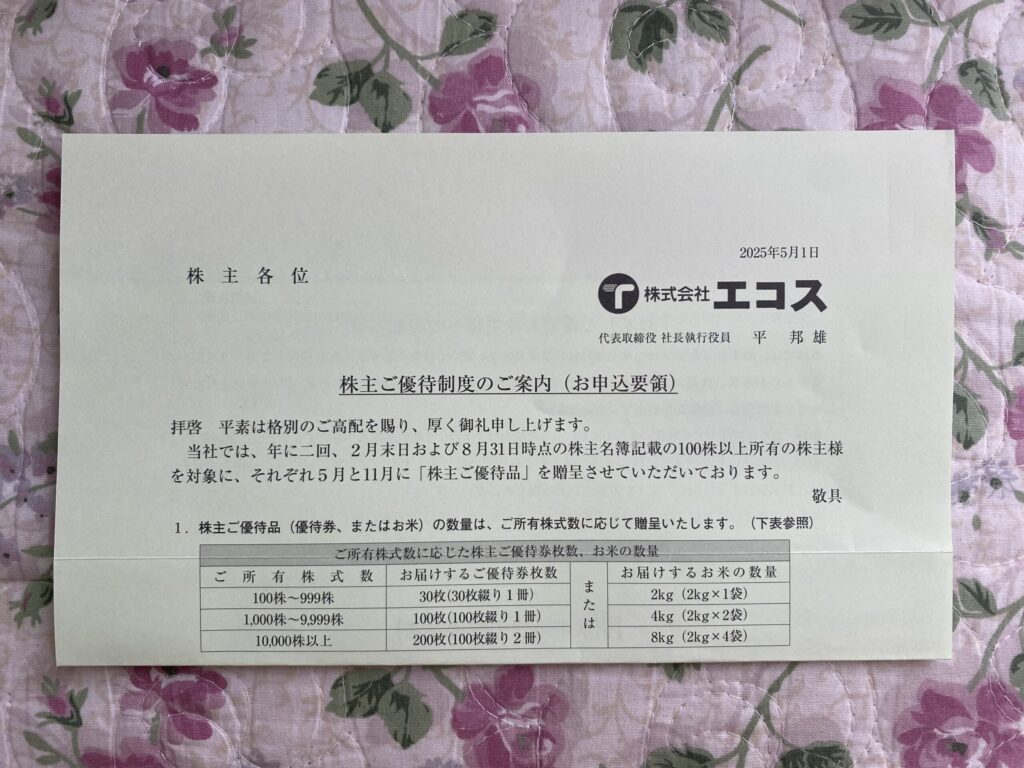 2025年5月1日
株主各位
株式会社エコス
代表取締役 社長執行役員 平 邦雄
株主ご優待制度のご案内（お申込要領）
拝啓 平素は格別のご高配を賜り、厚く御礼申し上げます。
当社では、年に二回、２月末日および８月31日時点の株主名簿記載の100株以上所有の株主様
を対象に、それぞれ５月と11月に「株主ご優待品」を贈呈させていただいております。
敬具
１．株主ご優待品（優待券、またはお米）の数量は、ご所有株式数に応じて贈呈いたします。（下表参照）
ご所有株式数に応じた株主ご優待券枚数、お米の数量
ご所有株式数 お届けするご優待券枚数 または お届けするお米の数量
100株～999株 30枚(30枚綴り１冊) 2kg（2kg×1袋）
1,000株～9,999株 100枚(100枚綴り１冊) 4kg（2kg×2袋）
10,000株以上 200枚(100枚綴り２冊) 8kg（2kg×4袋）